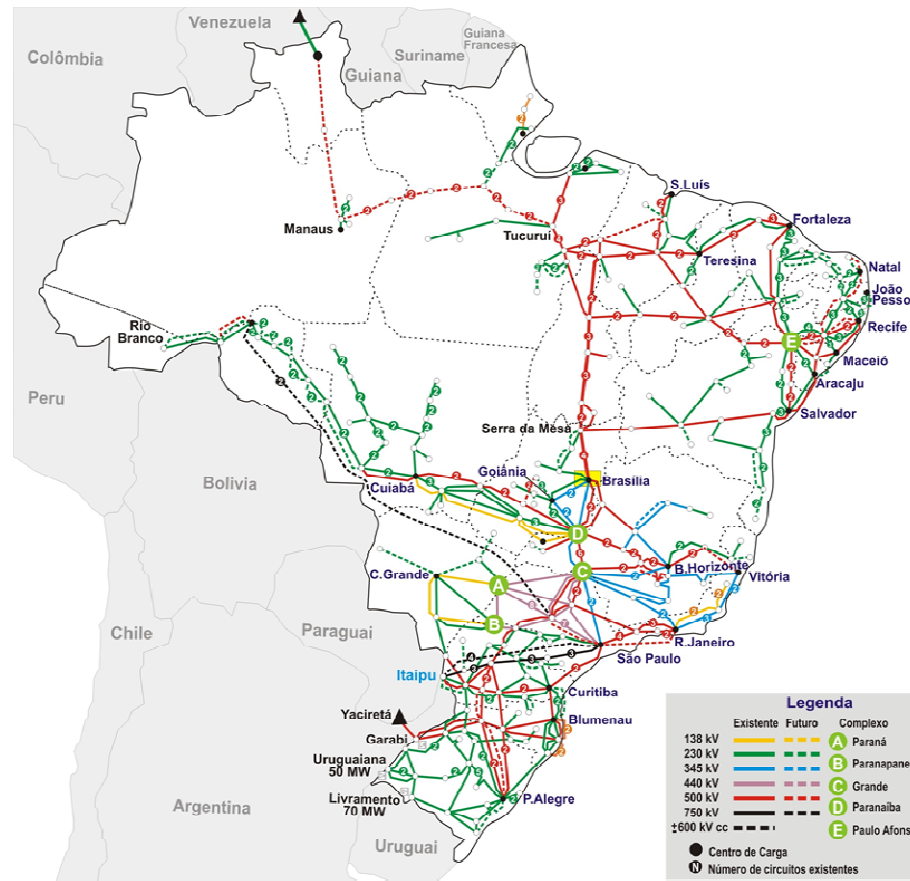 Venezuela
Guiana
Francesa
Suriname
Colômbia
Guiana
S.Luís
Fortaleza
Manaus
Tucuruí
Teresina
Natal
João
Pesso
Rio
Branco
Recife
E
Maceió
Aracaju
Peru
Salvador
Serra da Mesa
Goiânia
Brasília
Bolivia
Cuiabá
D
B.Horizonte
C.Grande
C
Vitória
A
B
Chile
Paraguai
R.Janeiro
São Paulo
Itaipu
Curitiba
Yaciretá
Blumenau
Garabi
Uruguaiana
50 MW
Livramento
70 MW
P.Alegre
Argentina
Uruguai
Legenda
Existente Futuro Complexo
138 kV A Paraná
230 kV
345 kV B Paranapane
440 kV C Grande
500 kV D Paranaíba
750 kV
±600 kV cc E Paulo Afons
Centro de Carga
N Número de circuitos existentes